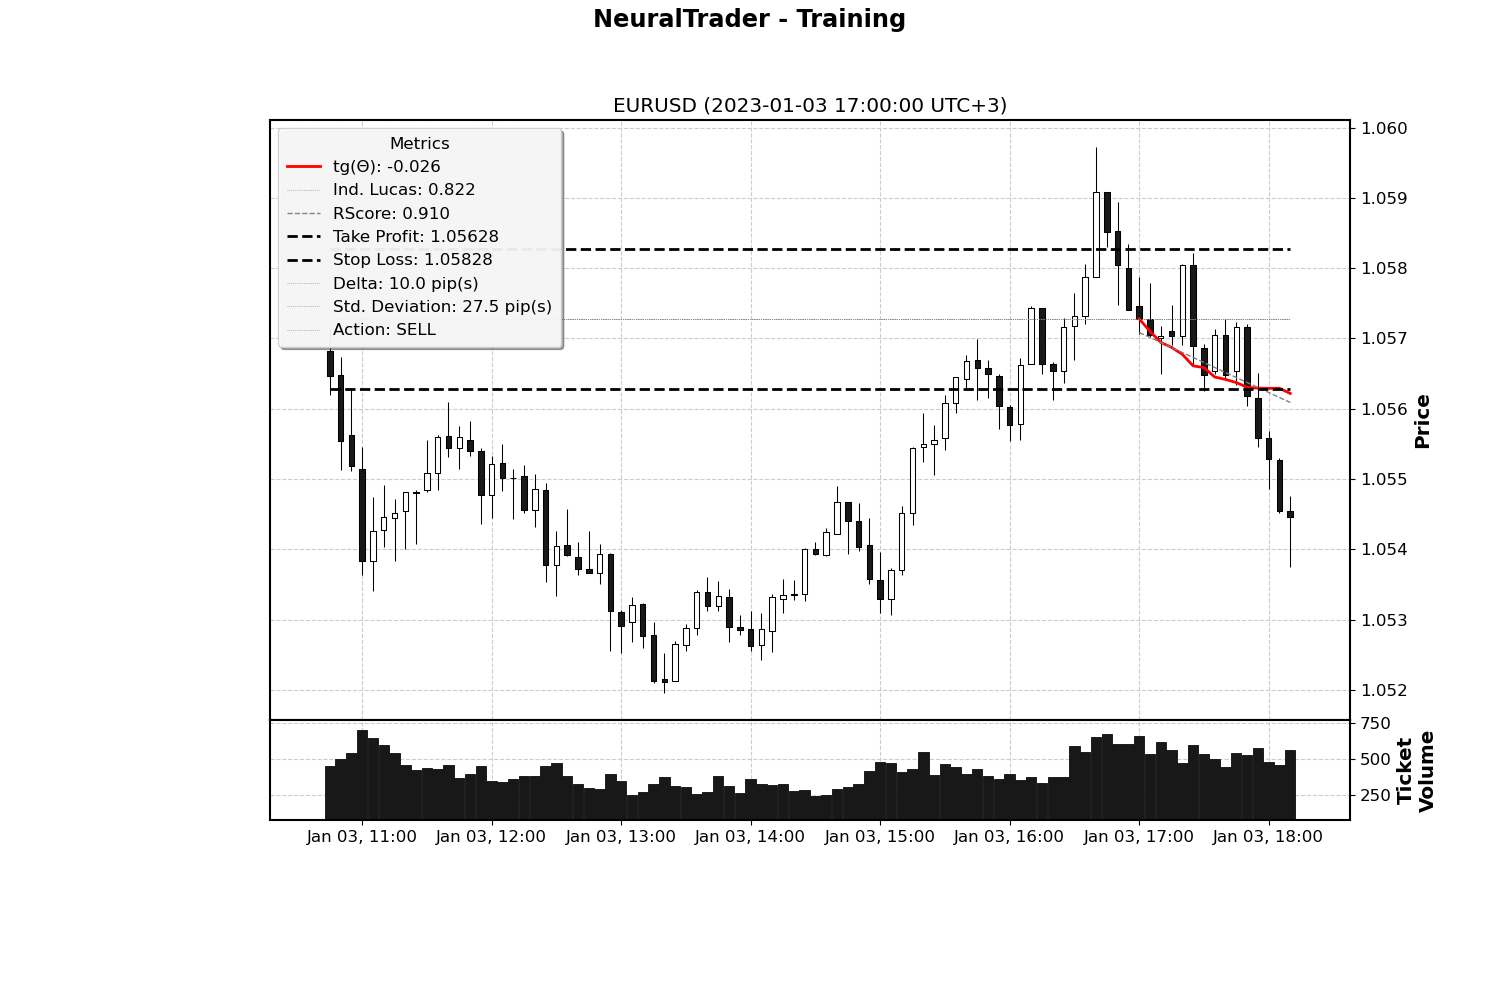 NeuralTrader - Training
EURUSD (2023-01-03 17:00:00 UTC+3)
Metrics
tg(Θ): -0.026
Ind. Lucas: 0.822
RScore: 0.910
Take Profit: 1.05628
Stop Loss: 1.05828
Delta: 10.0 pip(s)
Std. Deviation: 27.5 pip(s)
Action: SELL
1.060
1.059
1.058
1.057
1.056
1.055
1.054
1.053
1.052
Price
750
500
250
Ticket
Volume
Jan 03, 11:00
Jan 03, 12:00
Jan 03, 13:00
Jan 03, 14:00
Jan 03, 15:00
Jan 03, 16:00
Jan 03, 17:00
Jan 03, 18:00